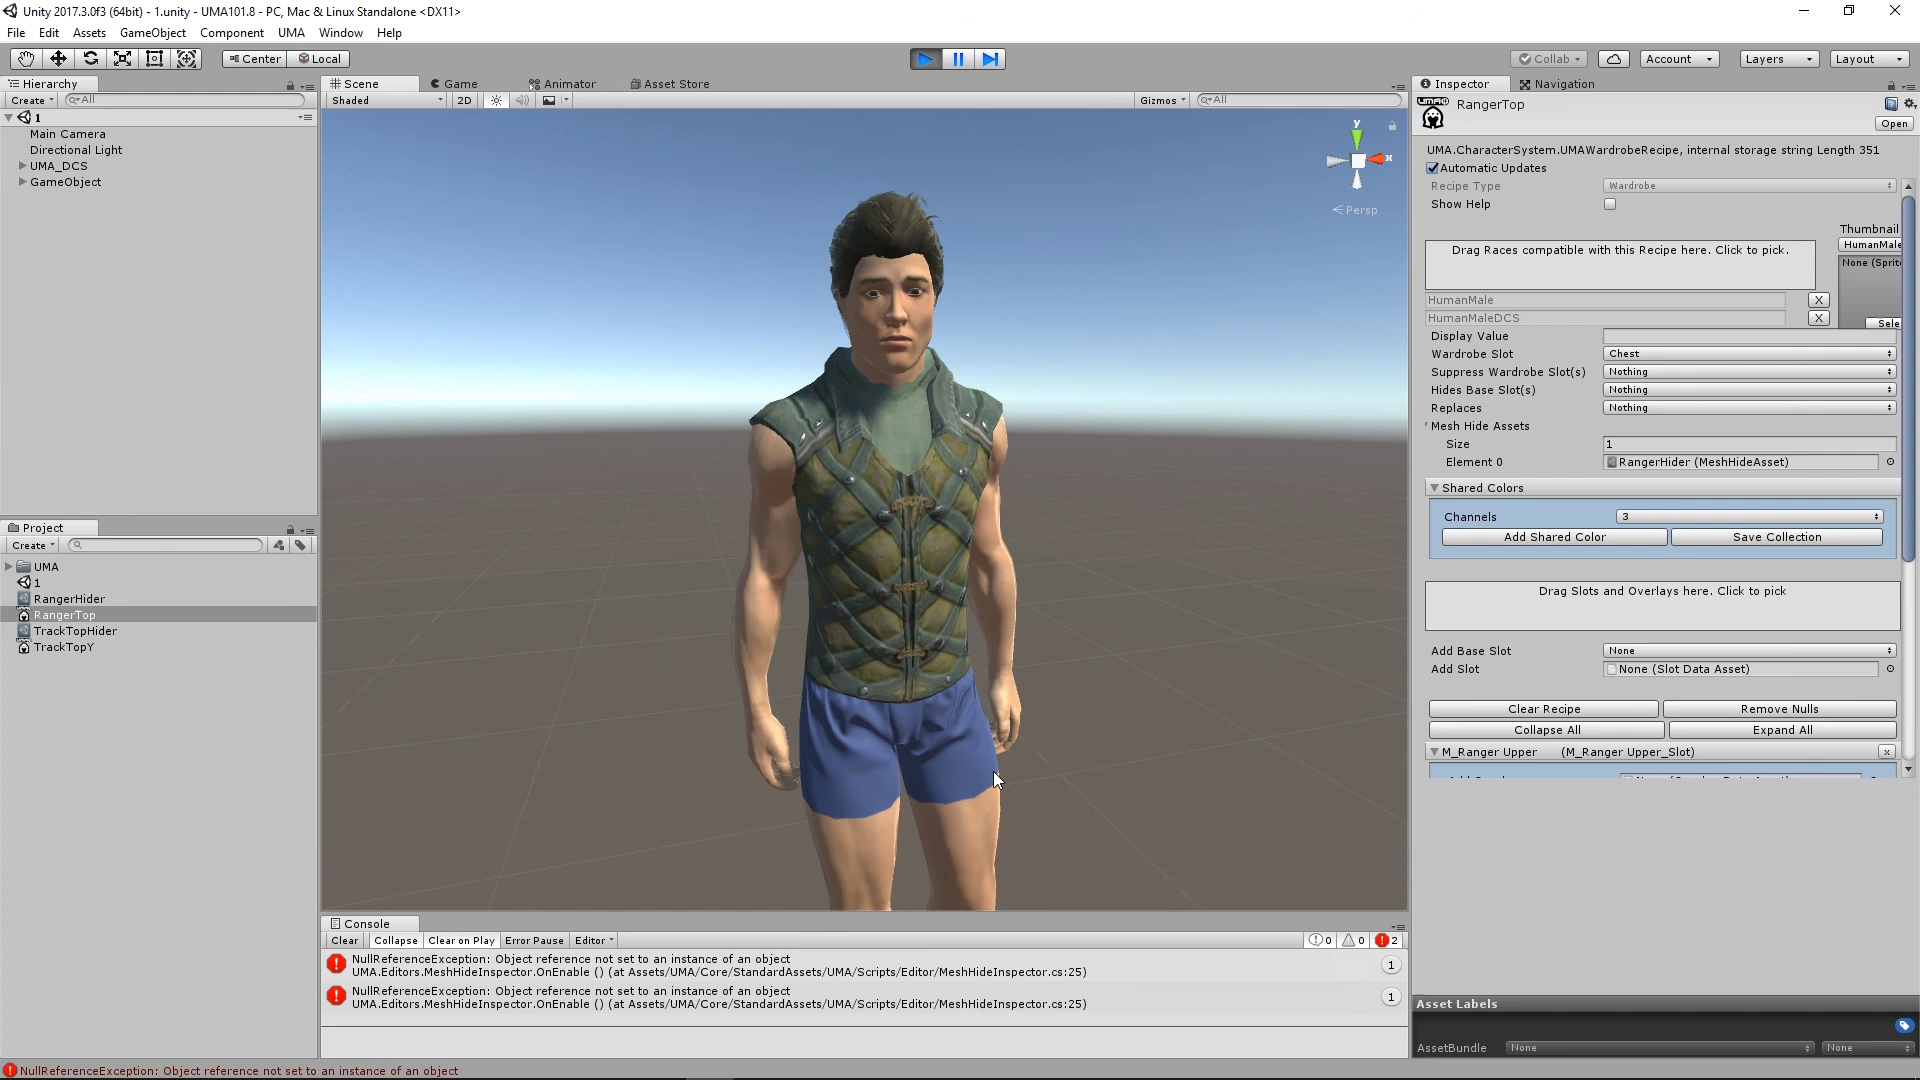 Unity 2017.3.0f3 (64bit) - 1.unity - UMA101.8 - PC, Mac & Linux Standalone <DX11>
File Edit Assets GameObject Component UMA Window Help
Center Local Collab Account Layers Layout
Hierarchy
Create All
1
Main Camera
Directional Light
UMA_DCS
GameObject
Project
Create
UMA
1
RangerHider
RangerTop
TrackTopHider
TrackTopY
Scene Game Animator Asset Store
Shaded 2D Gizmos All
y
x
Persp
Console
Clear Collapse Clear on Play Error Pause Editor 0 0 2
NullReferenceException: Object reference not set to an instance of an object
UMA.Editors.MeshHideInspector.OnEnable () (at Assets/UMA/Core/StandardAssets/UMA/Scripts/Editor/MeshHideInspector.cs:25)
1
NullReferenceException: Object reference not set to an instance of an object
UMA.Editors.MeshHideInspector.OnEnable () (at Assets/UMA/Core/StandardAssets/UMA/Scripts/Editor/MeshHideInspector.cs:25)
1
Inspector Navigation
UMA RangerTop
Open
UMA.CharacterSystem.UMAWardrobeRecipe, internal storage string Length 351
Automatic Updates
Recipe Type Wardrobe
Show Help
Thumbnail
Drag Races compatible with this Recipe here. Click to pick.
HumanMale
None (Sprit
HumanMale X
HumanMaleDCS X
Sele
Display Value
Wardrobe Slot Chest
Suppress Wardrobe Slot(s) Nothing
Hides Base Slot(s) Nothing
Replaces Nothing
Mesh Hide Assets
Size 1
Element 0 RangerHider (MeshHideAsset)
Shared Colors
Channels 3
Add Shared Color Save Collection
Drag Slots and Overlays here. Click to pick
Add Base Slot None
Add Slot None (Slot Data Asset)
Clear Recipe Remove Nulls
Collapse All Expand All
M_Ranger Upper (M_Ranger Upper_Slot) x
Asset Labels
AssetBundle None None
NullReferenceException: Object reference not set to an instance of an object